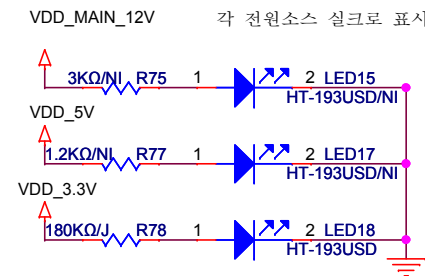 VDD_MAIN_12V 각 전원소스 실크로 표시
3KΩ/NI R75 1 2 LED15
HT-193USD/NI
VDD_5V
1.2KΩ/NI R77 1 2 LED17
HT-193USD/NI
VDD_3.3V
180KΩ/J R78 1 2 LED18
HT-193USD